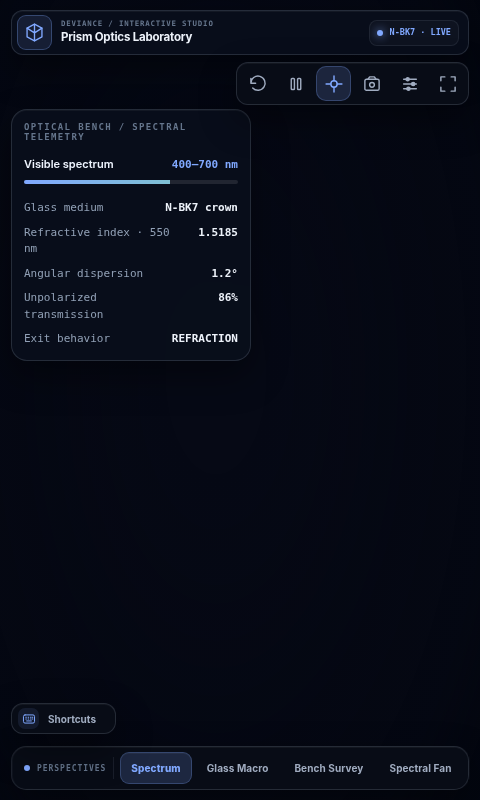 DEVIANCE / INTERACTIVE STUDIO
Prism Optics Laboratory
N-BK7 · LIVE
OPTICAL BENCH / SPECTRAL
TELEMETRY
Visible spectrum 400–700 nm
Glass medium N-BK7 crown
Refractive index · 550 1.5185
nm
Angular dispersion 1.2°
Unpolarized 86%
transmission
Exit behavior REFRACTION
Shortcuts
PERSPECTIVES Spectrum Glass Macro Bench Survey Spectral Fan